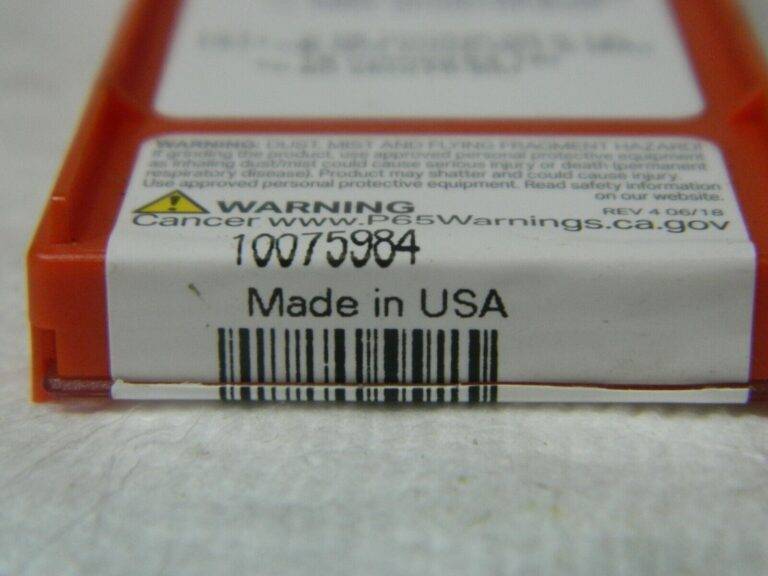 WARNING: DUST, MIST AND FLYING FRAGMENT HAZARD!
If grinding the product, use approved personal protective equipment
as inhaling dust/mist could cause serious injury or death (permanent
respiratory disease). Product may shatter and could cause injury.
Use approved personal protective equipment. Read safety information
on our website.
REV 4 06/18
WARNING
Cancer www.P65Warnings.ca.gov
10075984
Made in USA